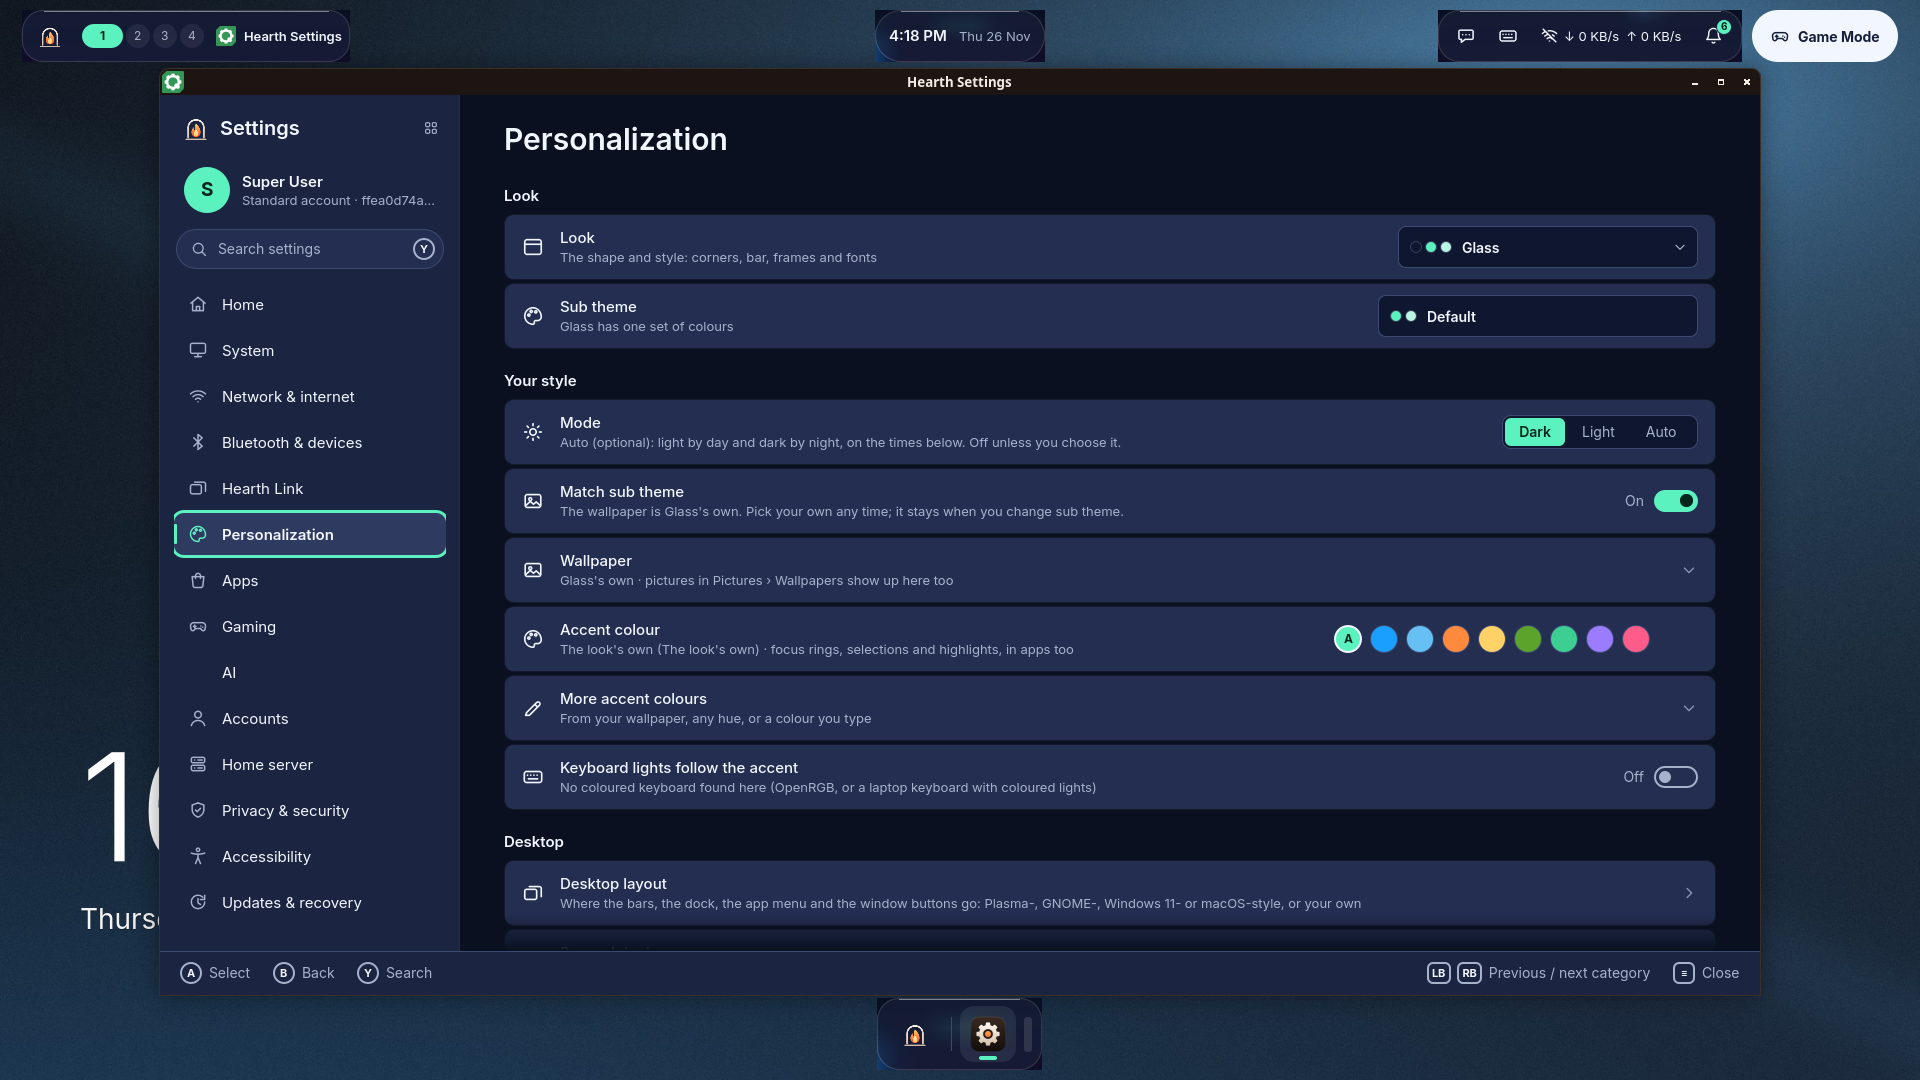 1 2 3 4 Hearth Settings
4:18 PM Thu 26 Nov
↓ 0 KB/s ↑ 0 KB/s
6
Game Mode
Hearth Settings
Settings
S
Super User
Standard account · ffea0d74a...
Search settings
Y
Home
System
Network & internet
Bluetooth & devices
Hearth Link
Personalization
Apps
Gaming
AI
Accounts
Home server
Privacy & security
Accessibility
Updates & recovery
Personalization
Look
Look
The shape and style: corners, bar, frames and fonts
Glass
Sub theme
Glass has one set of colours
Default
Your style
Mode
Auto (optional): light by day and dark by night, on the times below. Off unless you choose it.
Dark Light Auto
Match sub theme
The wallpaper is Glass's own. Pick your own any time; it stays when you change sub theme.
On
Wallpaper
Glass's own · pictures in Pictures › Wallpapers show up here too
Accent colour
The look's own (The look's own) · focus rings, selections and highlights, in apps too
A
More accent colours
From your wallpaper, any hue, or a colour you type
Keyboard lights follow the accent
No coloured keyboard found here (OpenRGB, or a laptop keyboard with coloured lights)
Off
Desktop
Desktop layout
Where the bars, the dock, the app menu and the window buttons go: Plasma-, GNOME-, Windows 11- or macOS-style, or your own
A Select B Back Y Search
LB RB Previous / next category ≡ Close